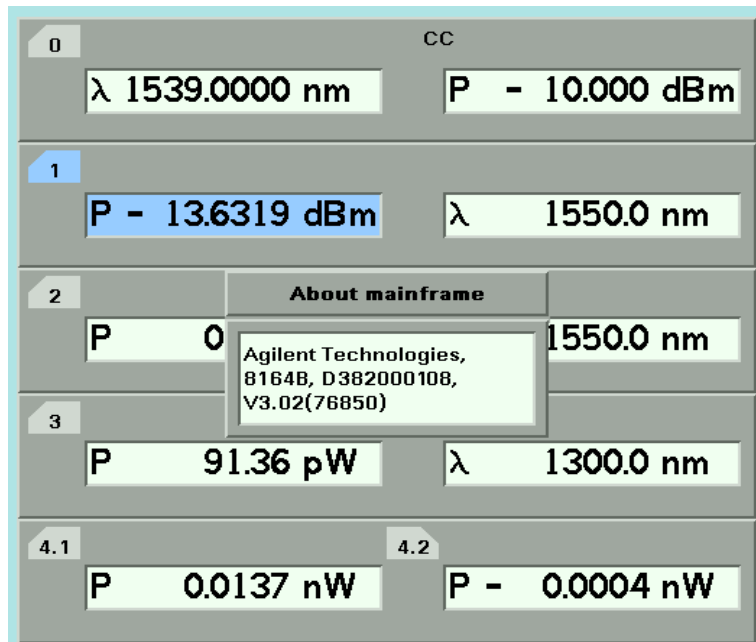 0 CC
λ 1539.0000 nm P - 10.000 dBm
1
P - 13.6319 dBm λ 1550.0 nm
2 About mainframe
P 0 1550.0 nm
Agilent Technologies,
8164B, D382000108,
V3.02(76850)
3
P 91.36 pW λ 1300.0 nm
4.1 4.2
P 0.0137 nW P - 0.0004 nW